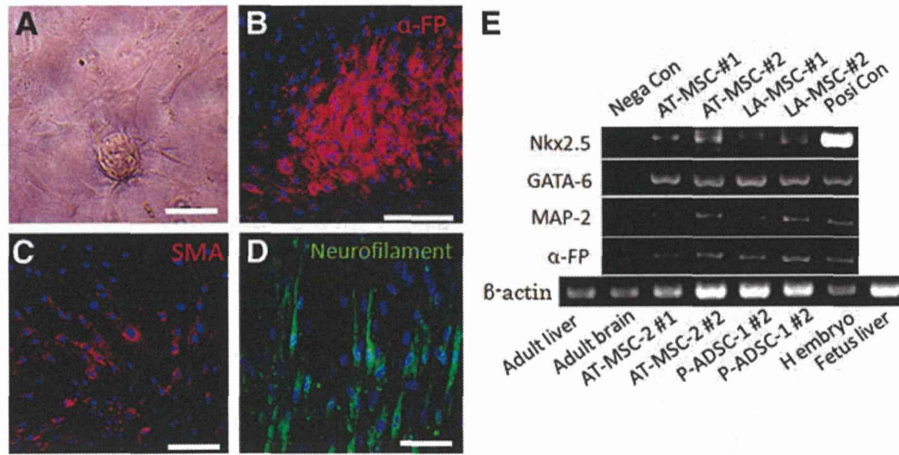 A
B
α-FP
C
SMA
D
Neurofilament
E
Nega Con
AT-MSC-#1
AT-MSC-#2
LA-MSC-#1
LA-MSC-#2
Posi Con
Nkx2.5
GATA-6
MAP-2
α-FP
β-actin
Adult liver
Adult brain
AT-MSC-2 #1
AT-MSC-2 #2
P-ADSC-1 #2
P-ADSC-1 #2
H embryo
Fetus liver